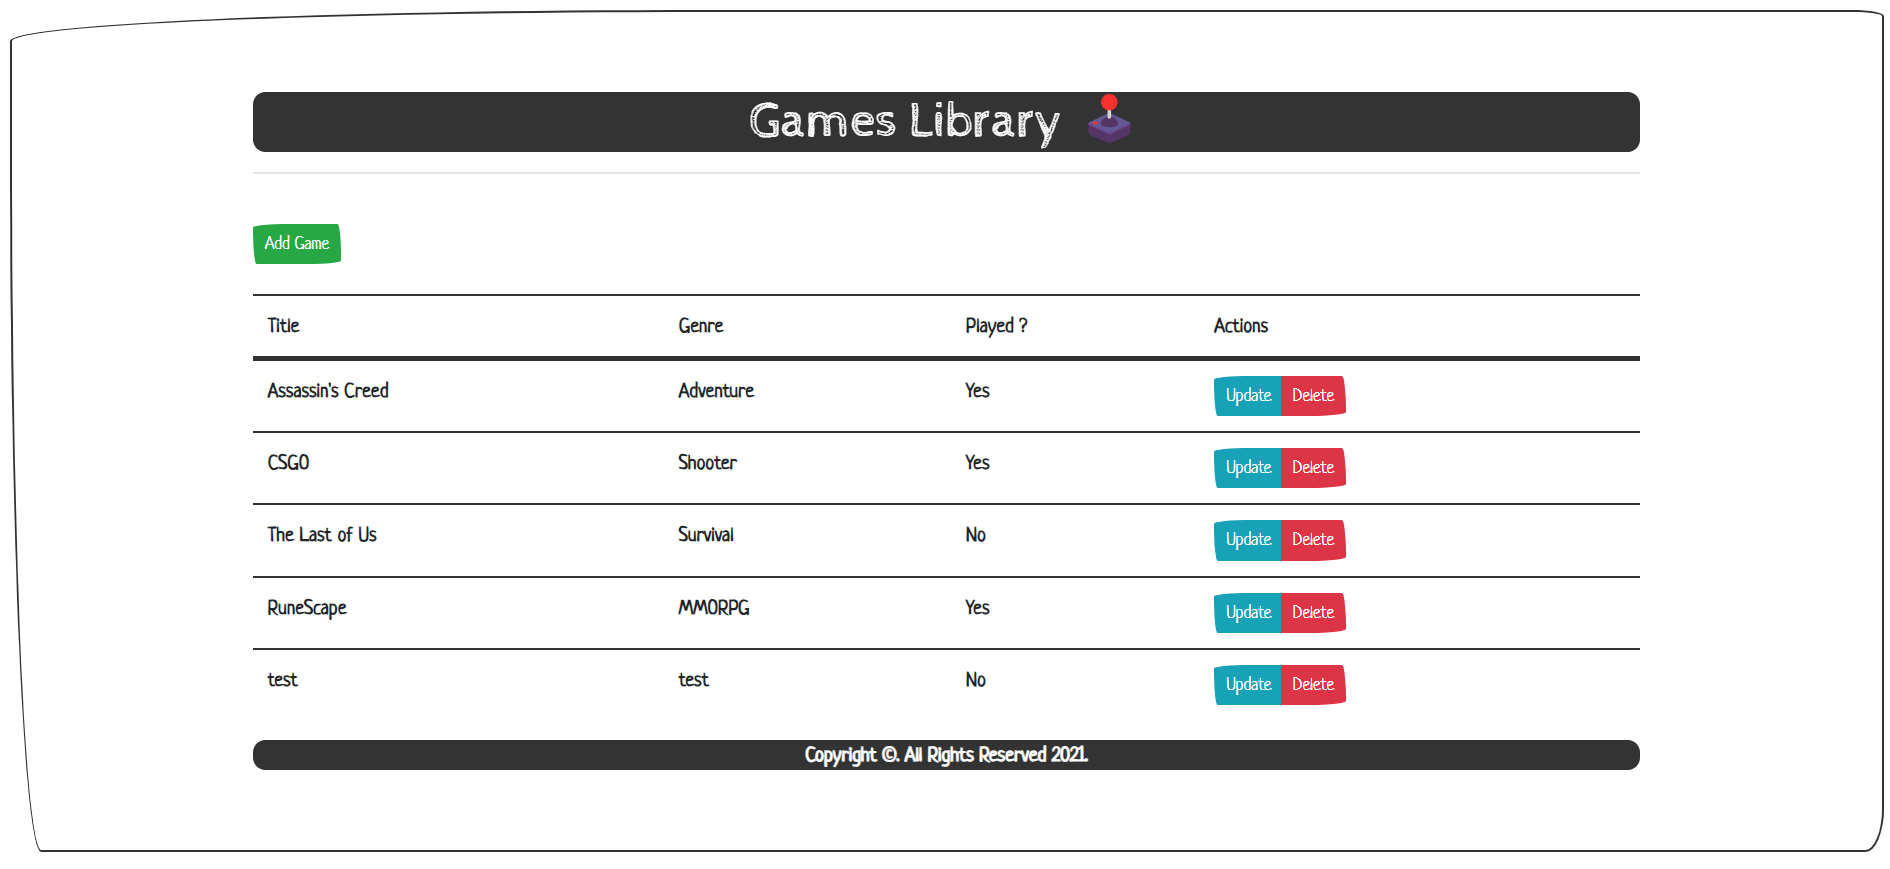 Games Library
Add Game
Title Genre Played ? Actions
Assassin's Creed Adventure Yes Update Delete
CSGO Shooter Yes Update Delete
The Last of Us Survival No Update Delete
RuneScape MMORPG Yes Update Delete
test test No Update Delete
Copyright ©. All Rights Reserved 2021.